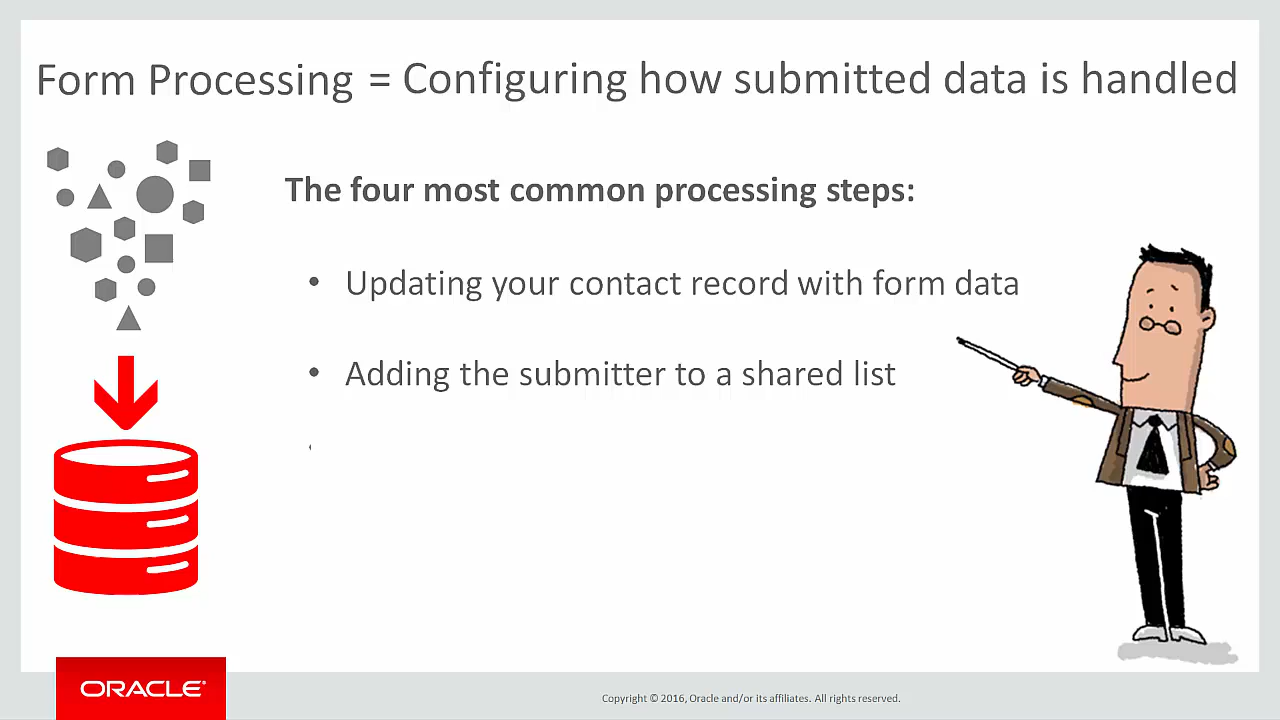 Form Processing = Configuring how submitted data is handled
The four most common processing steps:
• Updating your contact record with form data
• Adding the submitter to a shared list
ORACLE®
Copyright © 2016, Oracle and/or its affiliates. All rights reserved.